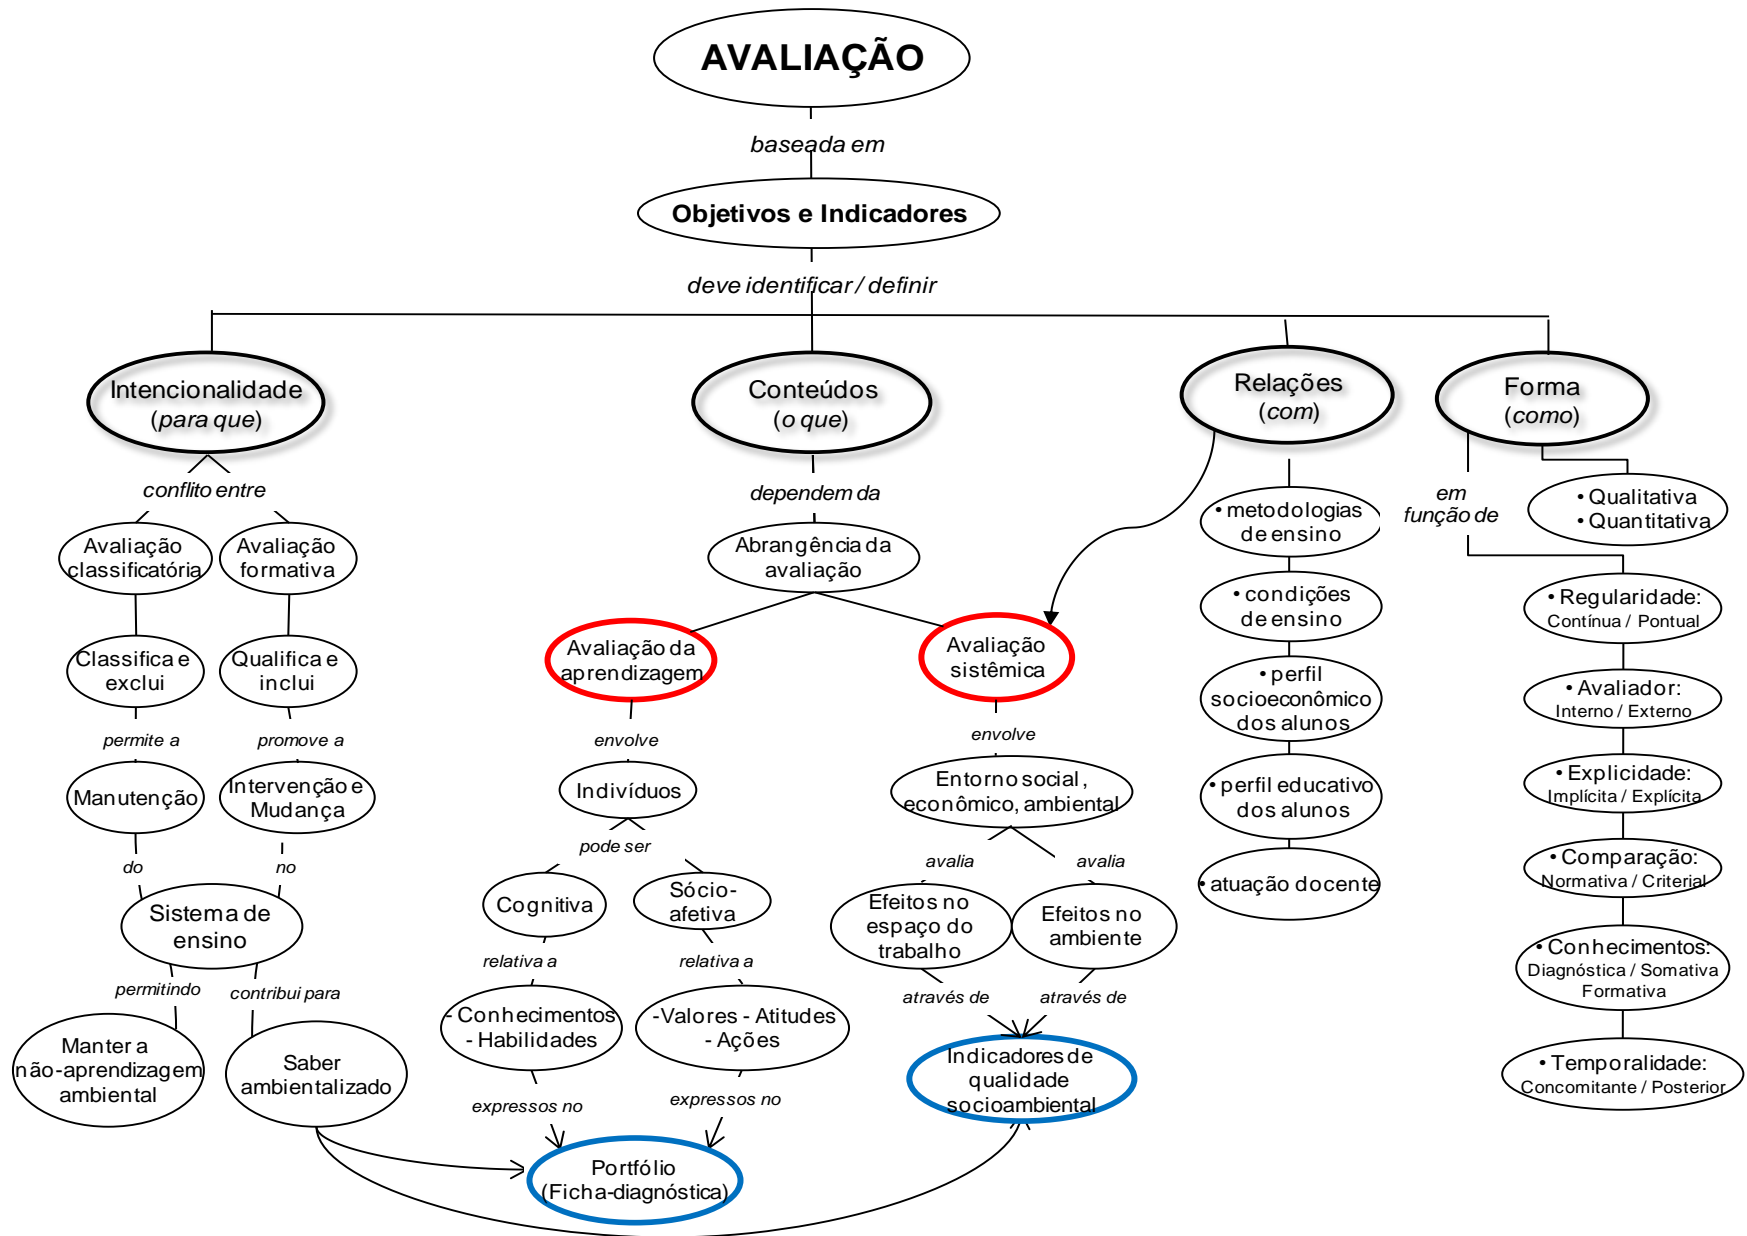 AVALIAÇÃO
baseada em
Objetivos e Indicadores
deve identificar / definir
Intencionalidade
(para que)
conflito entre
Avaliação
classificatória
Avaliação
formativa
Classifica e
exclui
Qualifica e
inclui
permite a
promove a
Manutenção
Intervenção e
Mudança
do
no
Sistema de
ensino
permitindo
contribui para
Manter a
não-aprendizagem
ambiental
Saber
ambientalizado
Conteúdos
(o que)
dependem da
Abrangência da
avaliação
Avaliação da
aprendizagem
envolve
Indivíduos
pode ser
Cognitiva
Sócio-
afetiva
relativa a
relativa a
- Conhecimentos
- Habilidades
-Valores - Atitudes
- Ações
expressos no
expressos no
Portfólio
(Ficha-diagnóstica)
Avaliação
sistêmica
envolve
Entorno social,
econômico, ambiental
avalia
avalia
Efeitos no
espaço do
trabalho
Efeitos no
ambiente
através de
através de
Indicadores de
qualidade
socioambiental
Relações
(com)
• metodologias
de ensino
• condições
de ensino
• perfil
socioeconômico
dos alunos
• perfil educativo
dos alunos
• atuação docente
Forma
(como)
• Qualitativa
• Quantitativa
em
função de
• Regularidade:
Contínua / Pontual
• Avaliador:
Interno / Externo
• Explicidade:
Implícita / Explícita
• Comparação:
Normativa / Criterial
• Conhecimentos:
Diagnóstica / Somativa
Formativa
• Temporalidade:
Concomitante / Posterior